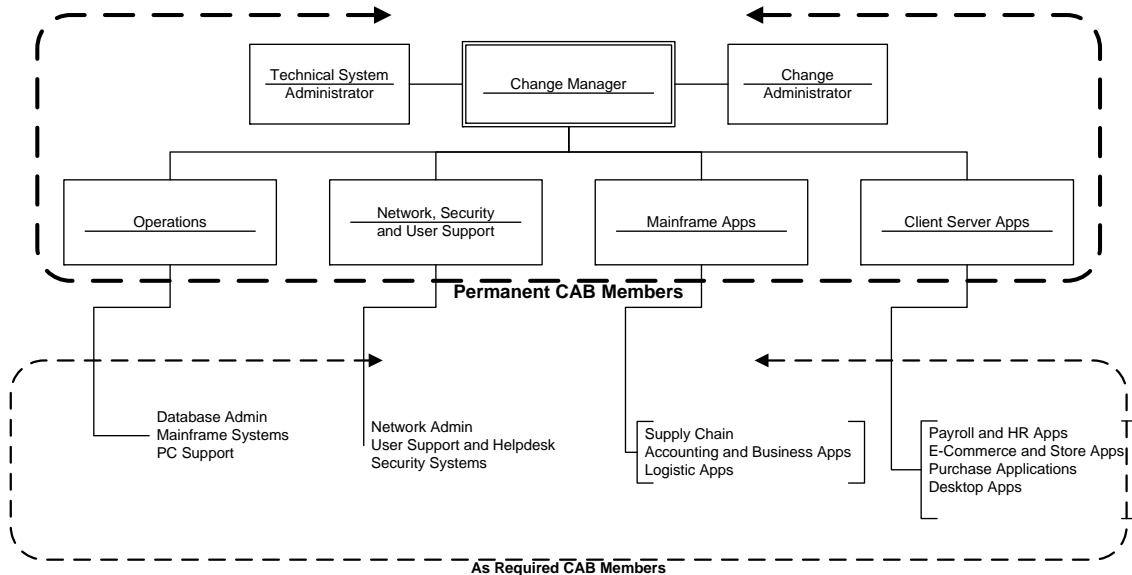 Technical System
Administrator
Change Manager
Change
Administrator
Operations
Network, Security
and User Support
Mainframe Apps
Client Server Apps
Permanent CAB Members
Database Admin
Mainframe Systems
PC Support
Network Admin
User Support and Helpdesk
Security Systems
Supply Chain
Accounting and Business Apps
Logistic Apps
Payroll and HR Apps
E-Commerce and Store Apps
Purchase Applications
Desktop Apps
As Required CAB Members